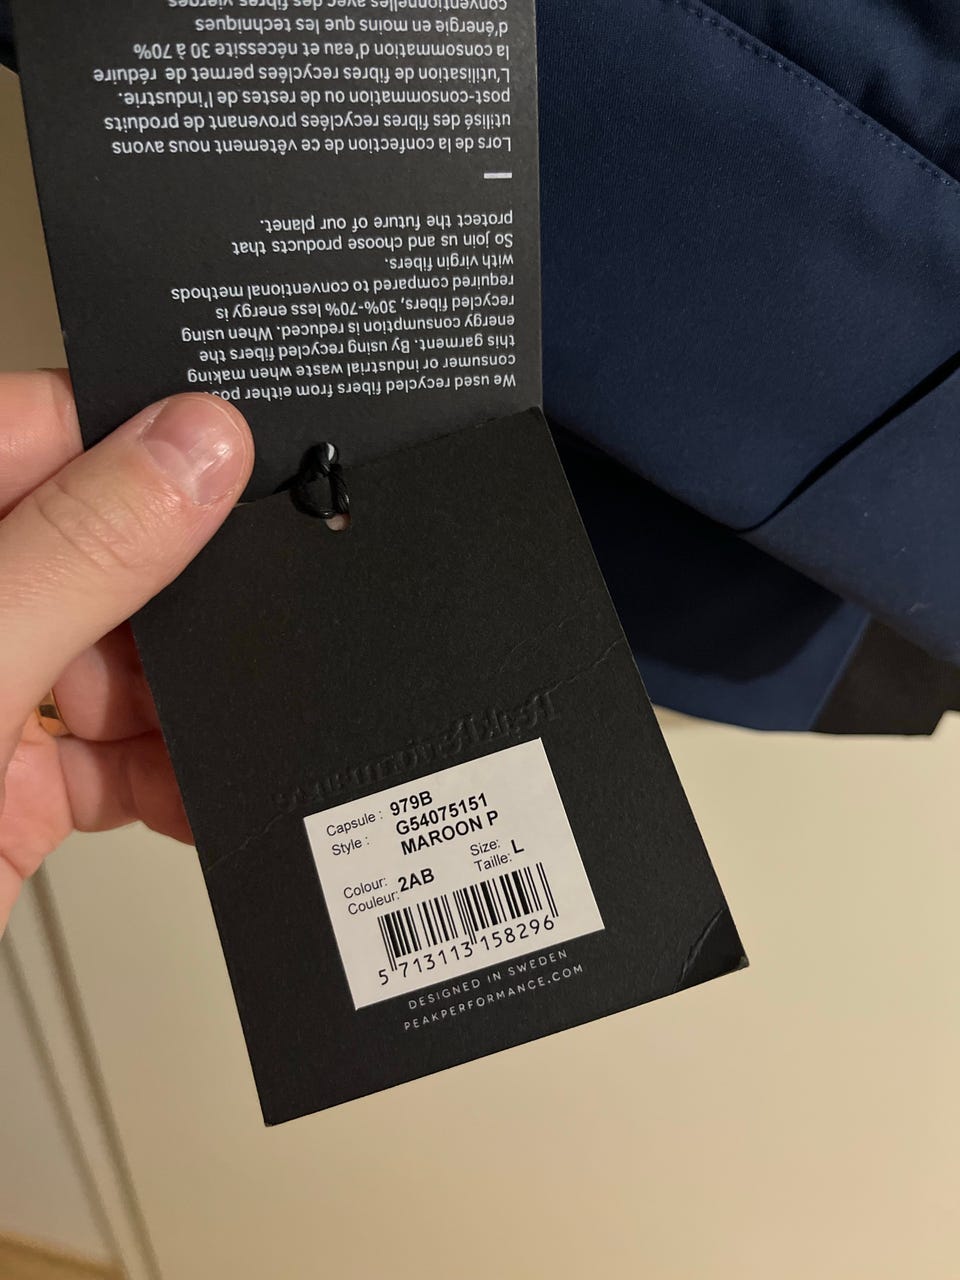 We used recycled fibers from either
consumer or industrial waste when making
this garment. By using recycled fibers the
energy consumption is reduced. When using
recycled fibers, 30%-70% less energy is
required compared to conventional methods
with virgin fibers.
So join us and choose products that
protect the future of our planet.
Lors de la confection de ce vêtement nous avons
utilisé des fibres recyclées provenant de produits
post-consommation ou de restes de l'industrie.
L'utilisation de fibres recyclées permet de réduire
la consommation d'eau et nécessite 30 à 70%
d'énergie en moins que les techniques
conventionnelles avec des fibres vierges
PeakPerformance
Capsule : 979B
Style : G54075151
MAROON P
Colour: 2AB Size: L
Couleur: Taille:
5 713113 158296
DESIGNED IN SWEDEN
PEAKPERFORMANCE.COM